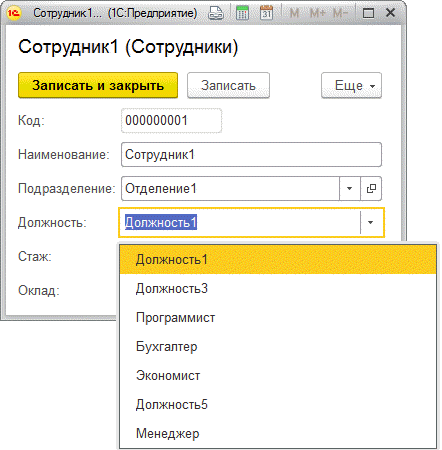 Сотрудник1... (1С:Предприятие)
M M+ M-
Сотрудник1 (Сотрудники)
Записать и закрыть Записать Еще
Код: 000000001
Наименование: Сотрудник1
Подразделение: Отделение1
Должность: Должность1
Стаж:
Оклад:
Должность1
Должность3
Программист
Бухгалтер
Экономист
Должность5
Менеджер